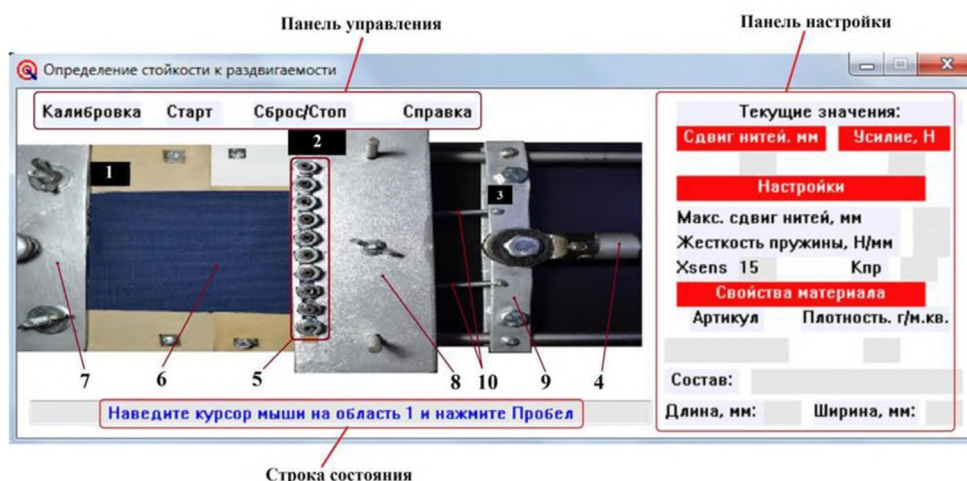 Панель управления
Панель настройки
Определение стойкости к раздвигаемости
Калибровка Старт Сброс/Стоп Справка
Текущие значения:
Сдвиг нитей. мм Усилие, Н
Настройки
Макс. сдвиг нитей, мм
Жесткость пружины, Н/мм
Xsens 15 Кпр
Свойства материала
Артикул Плотность. г/м.кв.
Состав:
Длина, мм: Ширина, мм:
1
2
3
7
6
5
8
10
9
4
Наведите курсор мыши на область 1 и нажмите Пробел
Строка состояния